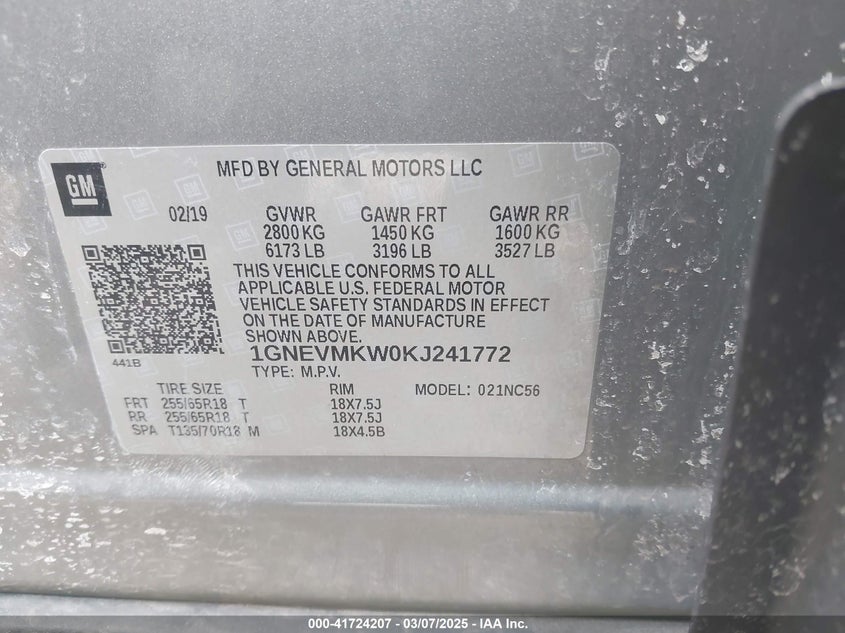 GM
MFD BY GENERAL MOTORS LLC
02/19 GVWR GAWR FRT GAWR RR
2800 KG 1450 KG 1600 KG
6173 LB 3196 LB 3527 LB
THIS VEHICLE CONFORMS TO ALL
APPLICABLE U.S. FEDERAL MOTOR
VEHICLE SAFETY STANDARDS IN EFFECT
ON THE DATE OF MANUFACTURE
SHOWN ABOVE.
1GNEVMKW0KJ241772
441B
TYPE: M.P.V.
TIRE SIZE RIM MODEL: 021NC56
FRT 255/65R18 T 18X7.5J
RR 255/65R18 T 18X7.5J
SPA T135/70R18 M 18X4.5B
000-41724207 - 03/07/2025 - IAA Inc.